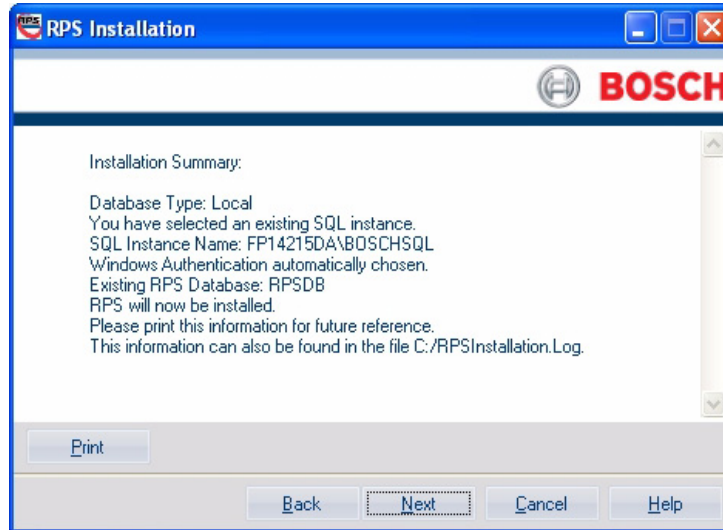 RPS Installation
BOSCH
Installation Summary:
Database Type: Local
You have selected an existing SQL instance.
SQL Instance Name: FP14215DA\BOSCHSQL
Windows Authentication automatically chosen.
Existing RPS Database: RPSDB
RPS will now be installed.
Please print this information for future reference.
This information can also be found in the file C:/RPSInstallation.Log.
Print
Back Next Cancel Help